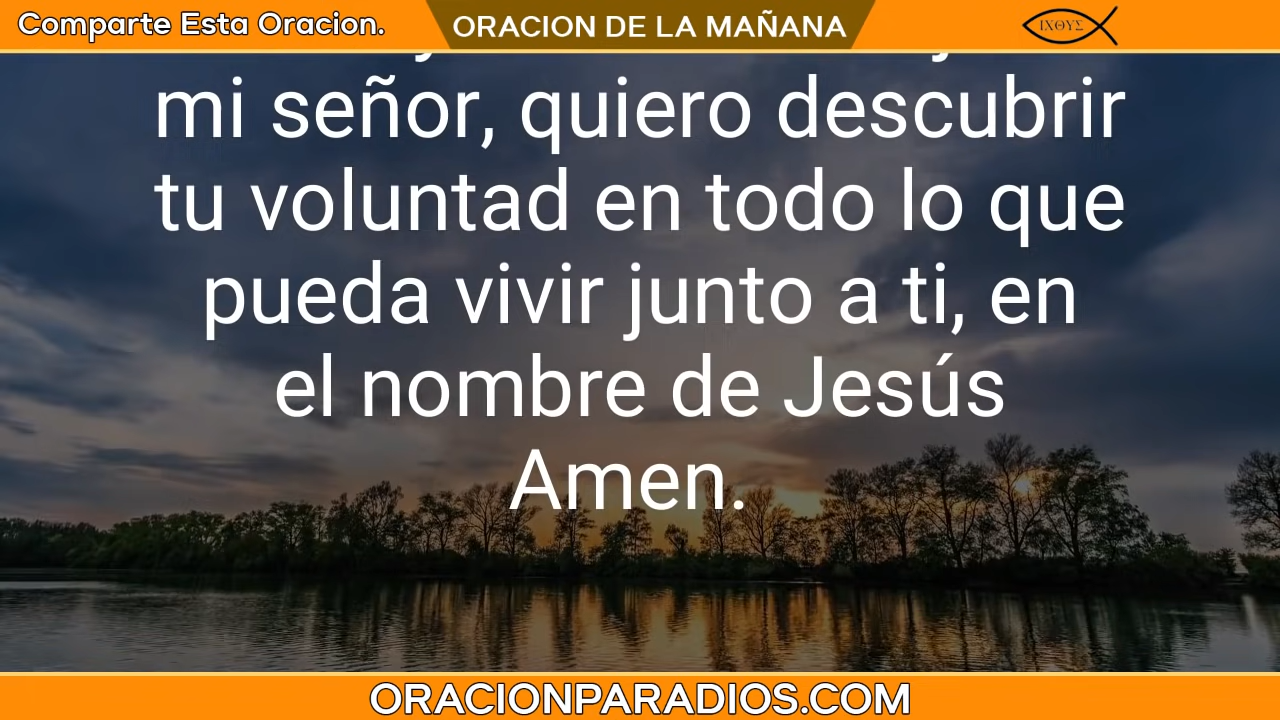 Comparte Esta Oracion.
ORACION DE LA MAÑANA
ΙΧΘΥΣ
mi señor, quiero descubrir
tu voluntad en todo lo que
pueda vivir junto a ti, en
el nombre de Jesús
Amen.
ORACIONPARADIOS.COM